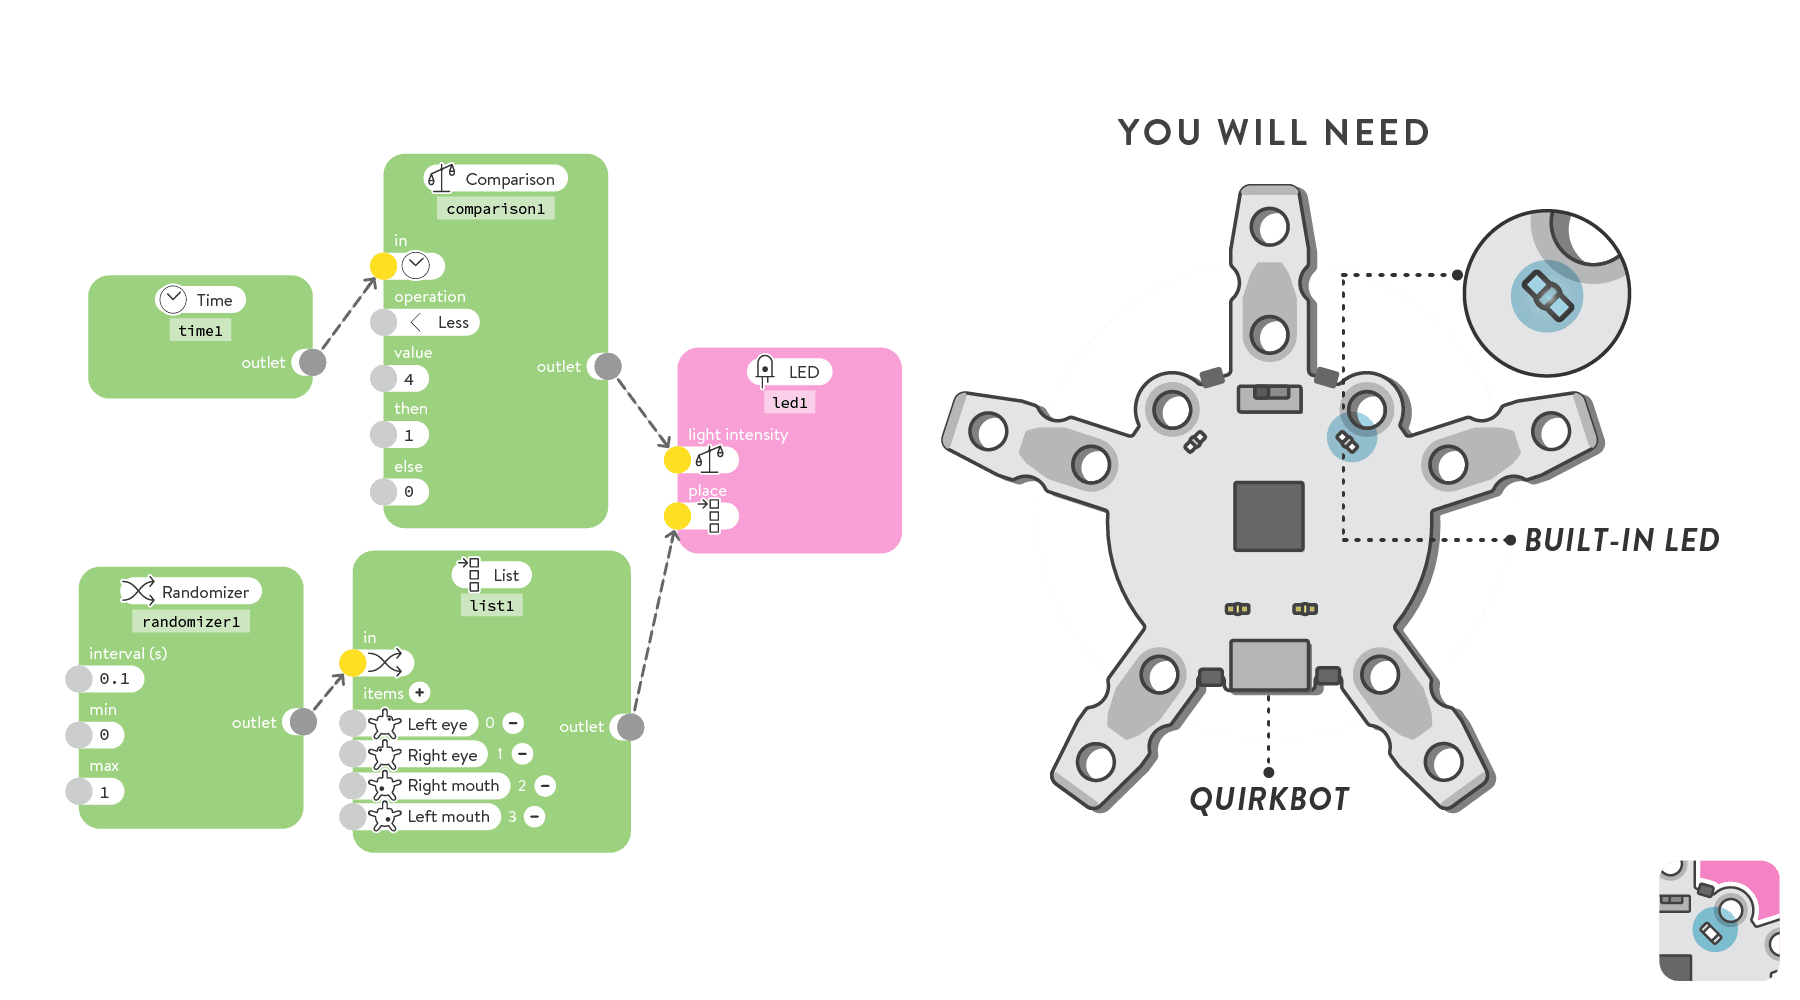 YOU WILL NEED
Comparison
comparison1
in
operation
Less
value
4
then
1
else
0
outlet
Time
time1
outlet
LED
led1
light intensity
place
BUILT-IN LED
Randomizer
randomizer1
interval (s)
0.1
min
0
max
1
outlet
List
list1
in
items +
Left eye 0 −
Right eye 1 −
Right mouth 2 −
Left mouth 3 −
outlet
QUIRKBOT